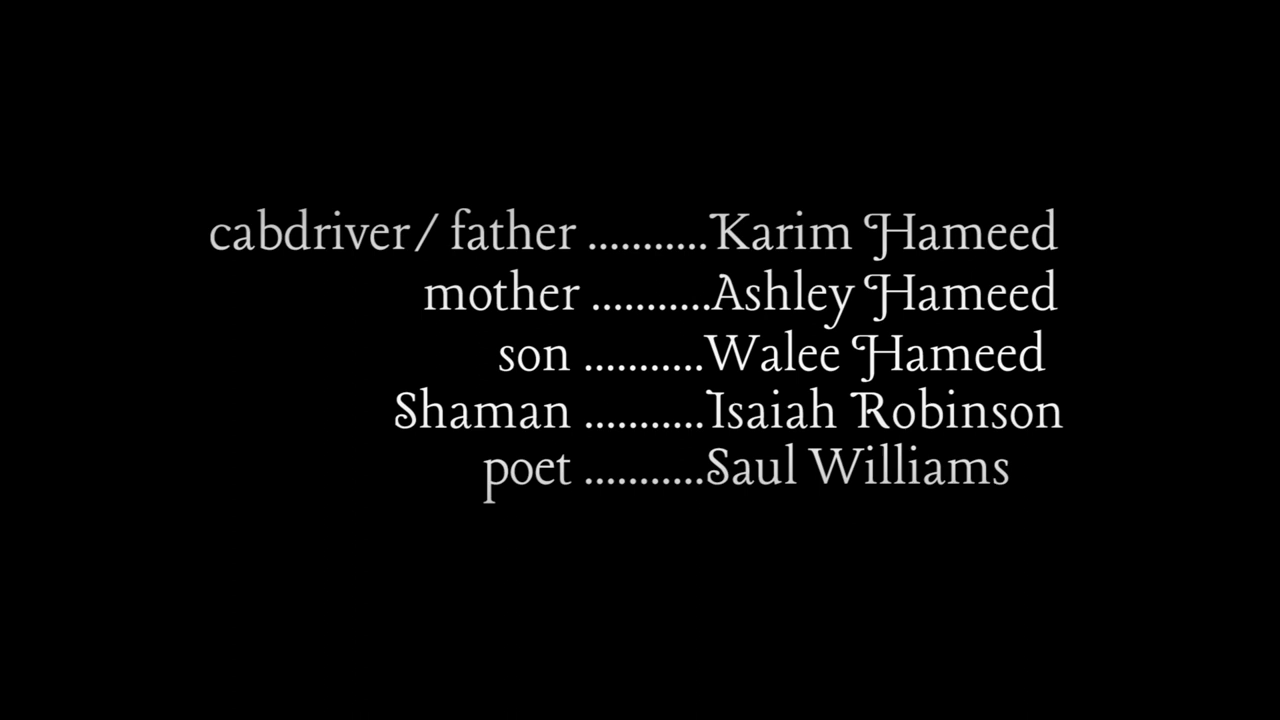 cabdriver/ father ...........Karim Hameed
mother ...........Ashley Hameed
son ...........Walee Hameed
Shaman ...........Isaiah Robinson
poet ...........Saul Williams